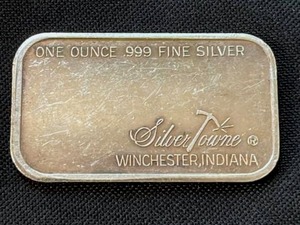 ONE OUNCE .999 FINE SILVER
SilverTowne
WINCHESTER, INDIANA